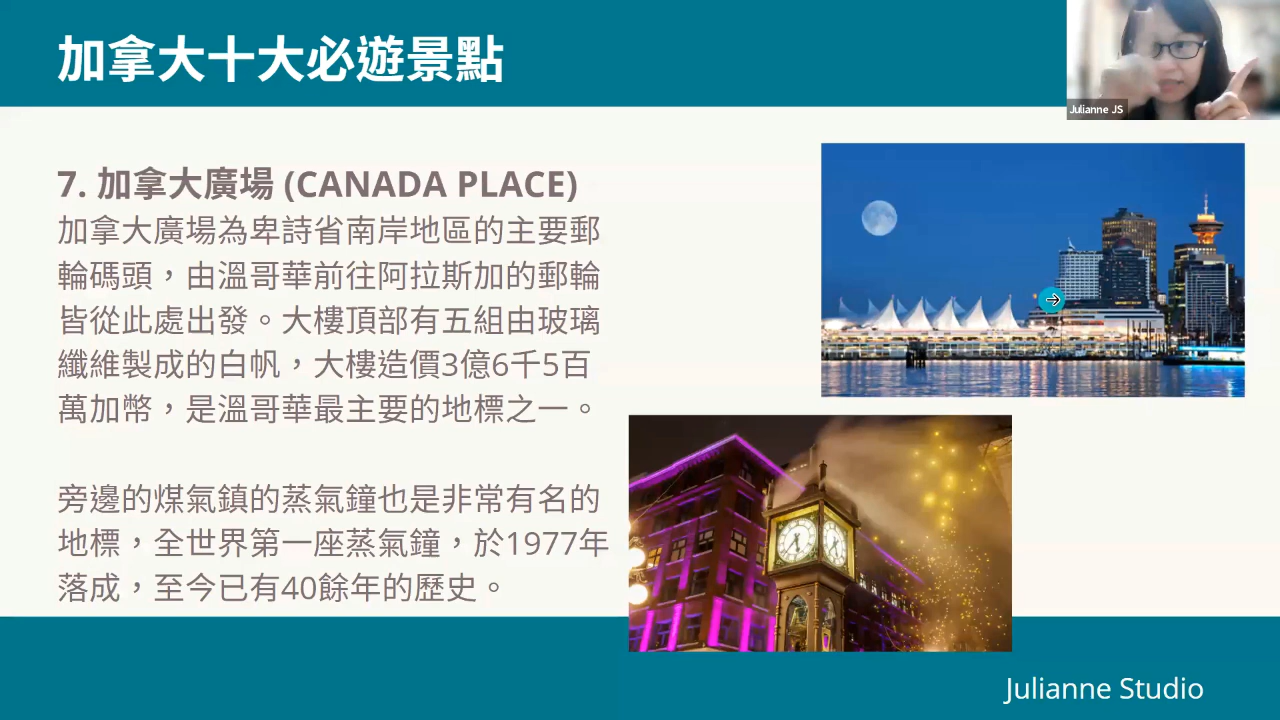 加拿大十大必遊景點
Julianne JS
7. 加拿大廣場 (CANADA PLACE)
加拿大廣場為卑詩省南岸地區的主要郵
輪碼頭，由溫哥華前往阿拉斯加的郵輪
皆從此處出發。大樓頂部有五組由玻璃
纖維製成的白帆，大樓造價3億6千5百
萬加幣，是溫哥華最主要的地標之一。
旁邊的煤氣鎮的蒸氣鐘也是非常有名的
地標，全世界第一座蒸氣鐘，於1977年
落成，至今已有40餘年的歷史。
Julianne Studio